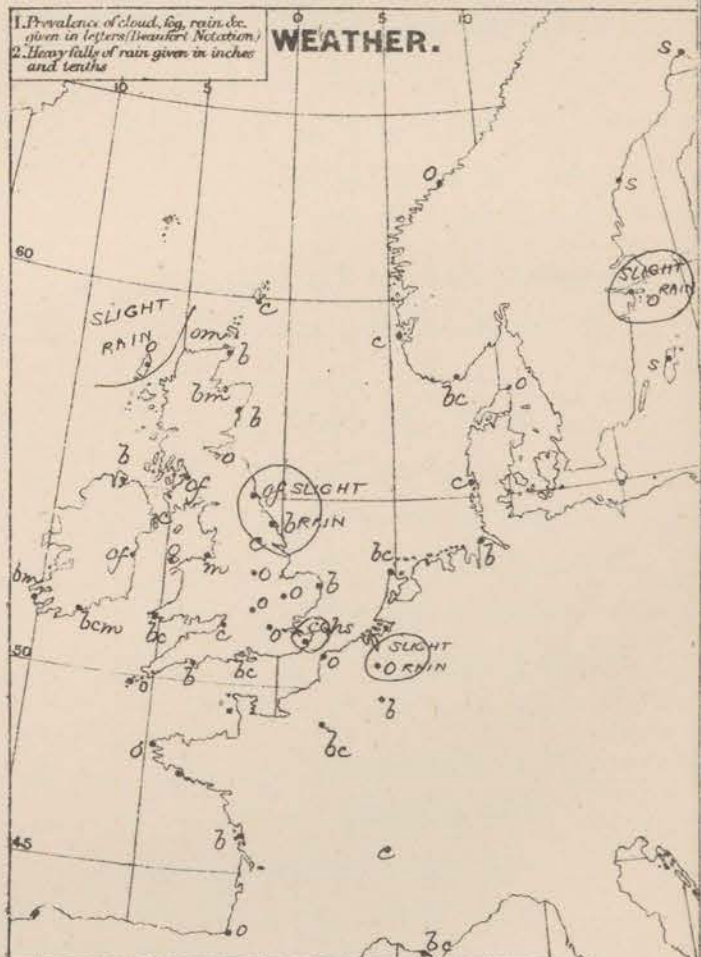 1. Prevalence of cloud, fog, rain &c.
given in letters (Beaufort Notation)
2. Heavy falls of rain given in inches
and tenths
WEATHER.
10 5 0 5 10
s
o
s
60
SLIGHT
RAIN
o
SLIGHT
RAIN
o
c
om
b
c
s
bm
b
bc
o
o
b
of
of SLIGHT
c
c
b RAIN
of
c
bc
b
m
o
bm
b
o
o
bcm
bc
c
o
b
bc
o
SLIGHT
o RAIN
50
o
b
bc
o
b
c
45
b
o
bc